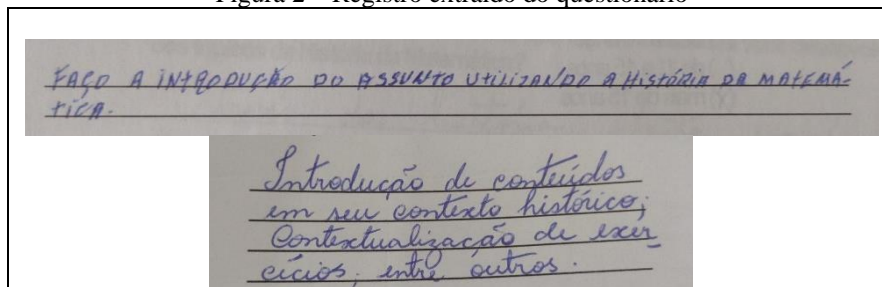 Figura 2 – Registro extraído do questionário
FAÇO A INTRODUÇÃO DO ASSUNTO UTILIZANDO A HISTÓRIA DA MATEMÁ-
TICA.
Introdução de conteúdos
em seu contexto histórico;
Contextualização de exer_
cícios; entre outros.